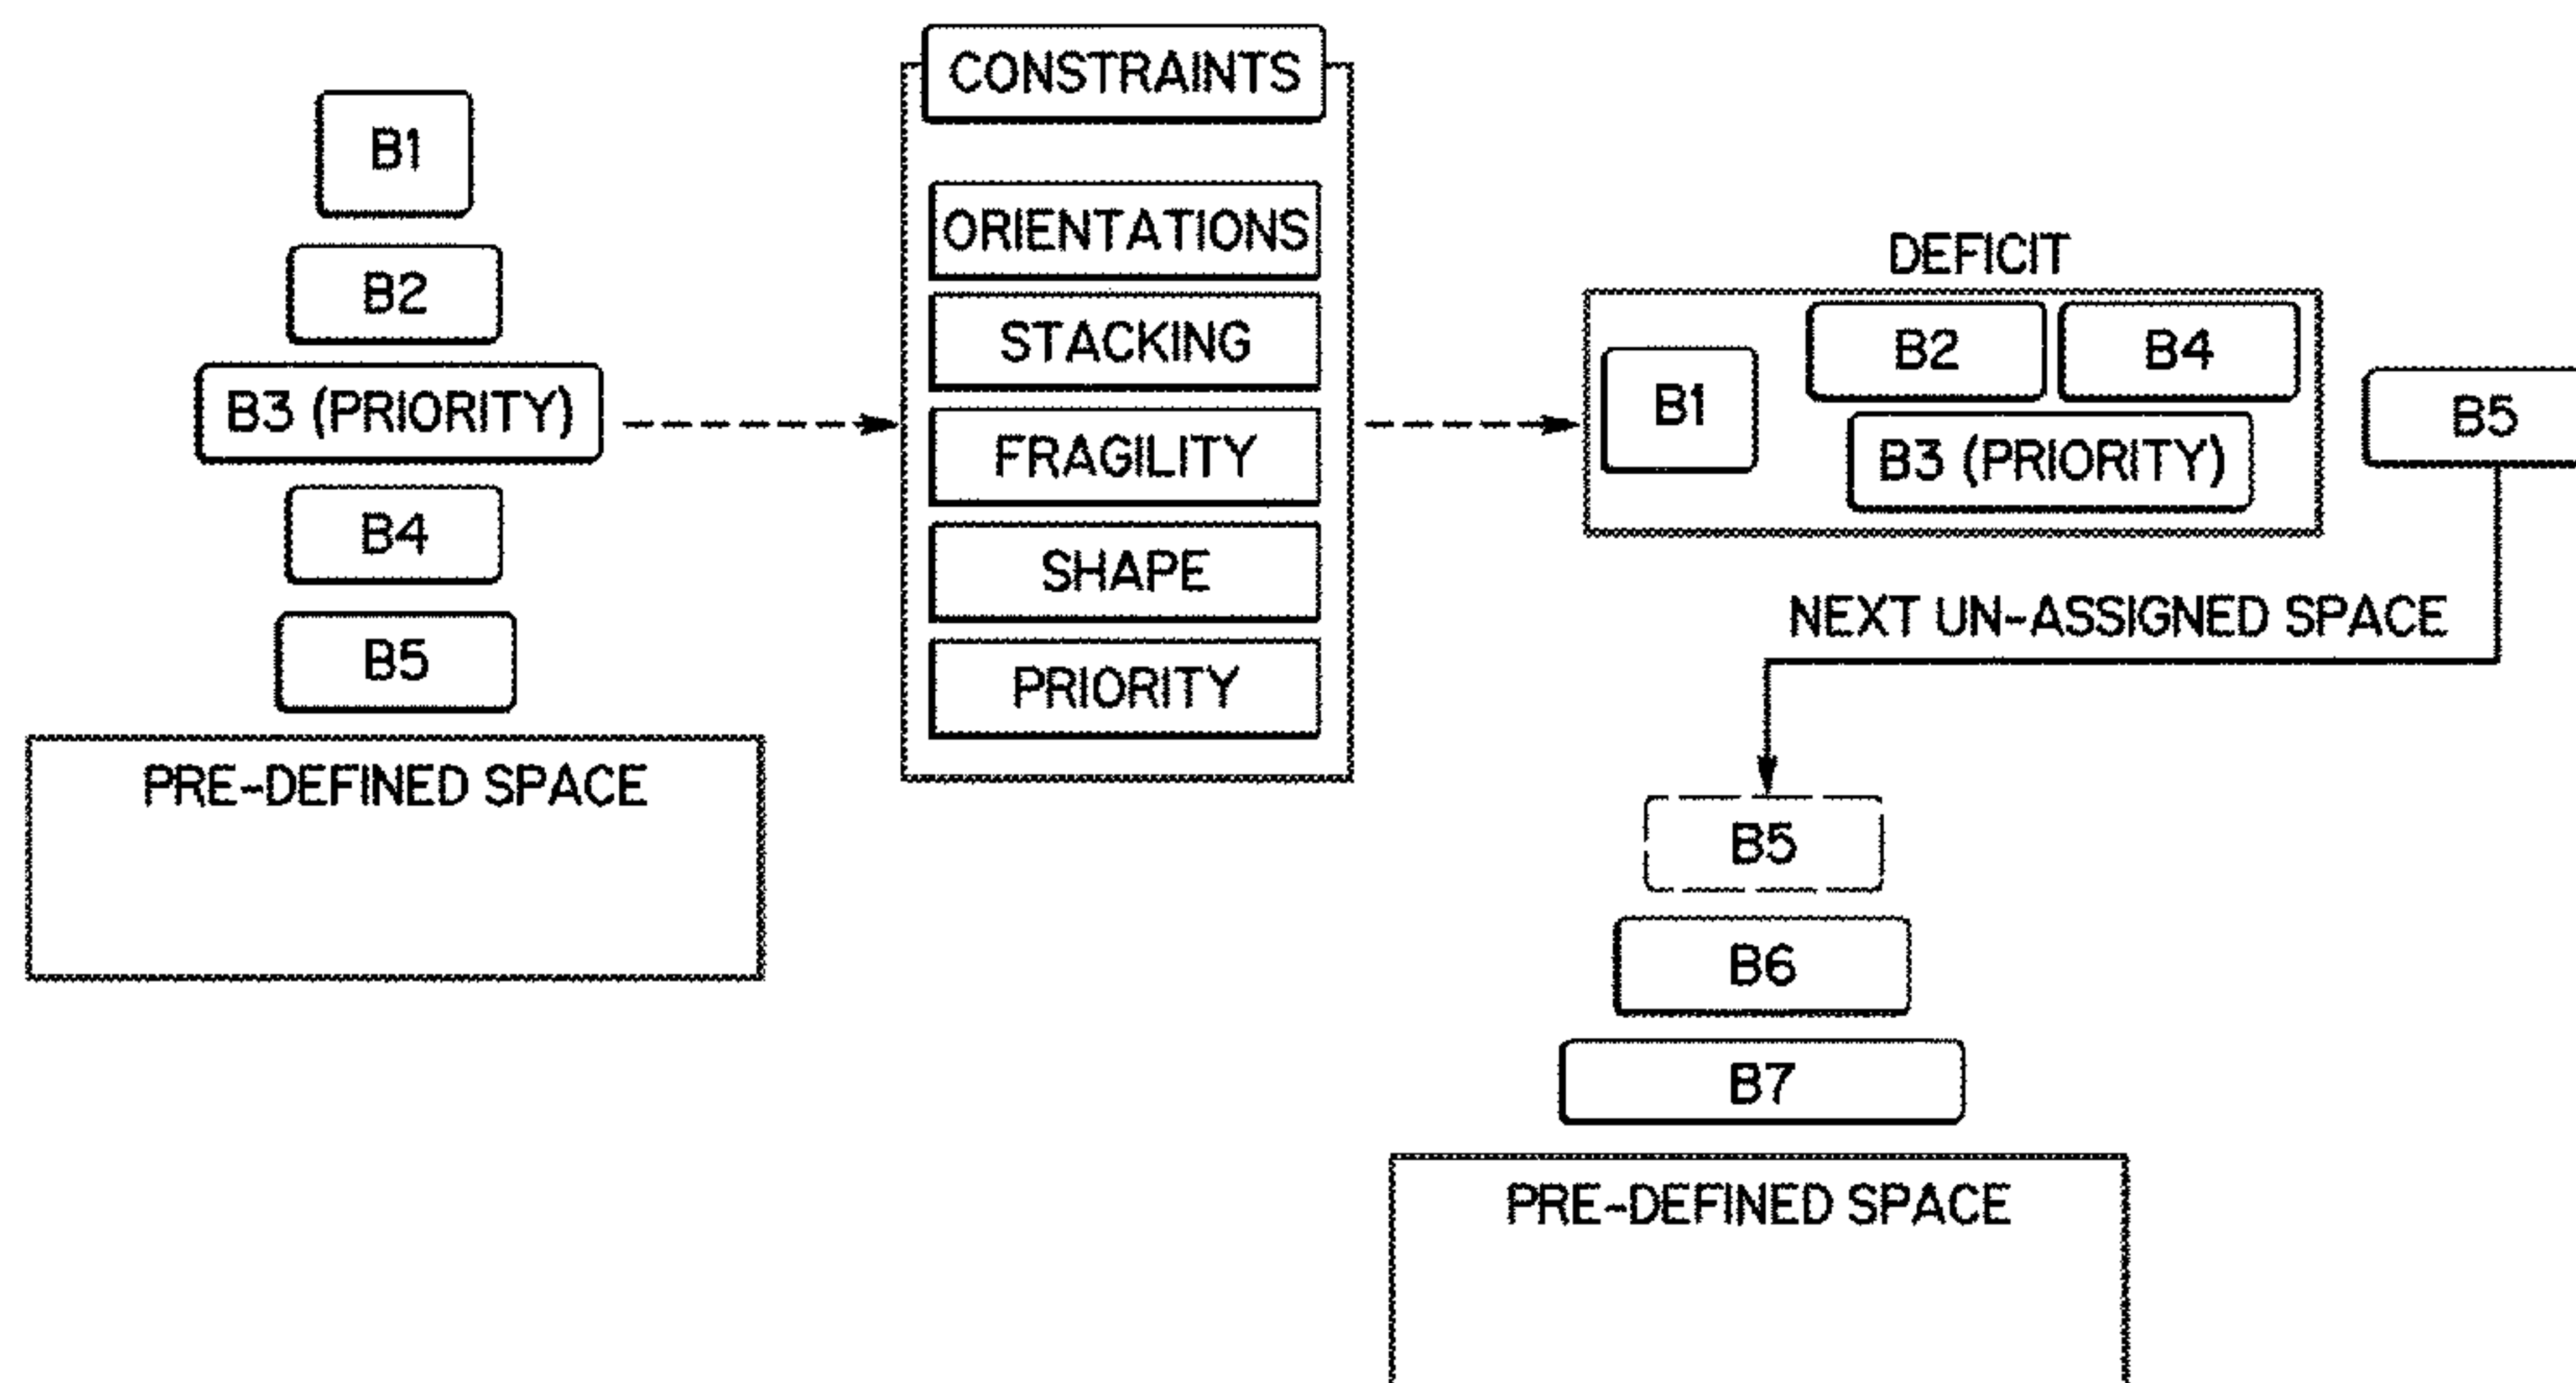 B1
B2
B3 (PRIORITY)
B4
B5
PRE-DEFINED SPACE
CONSTRAINTS
ORIENTATIONS
STACKING
FRAGILITY
SHAPE
PRIORITY
DEFICIT
B1
B2
B4
B3 (PRIORITY)
B5
NEXT UN-ASSIGNED SPACE
B5
B6
B7
PRE-DEFINED SPACE